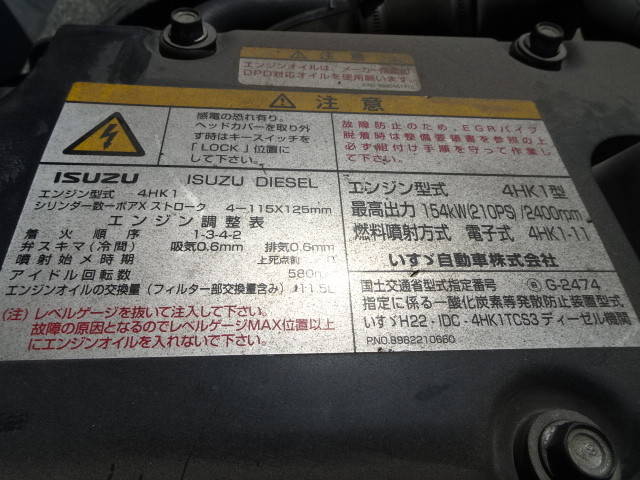 注意
エンジンオイルは、メーカー指定の
DPD対応オイルを使用願います。
注意
感電の恐れ有り。
ヘッドカバーを取り外
す時はキースイッチを
「LOCK」位置に
して下さい。
故障防止のため、EGRパイプ
脱着時は整備要領書を参照の上
必ず組付け手順を守って作業
して下さい。
ISUZU ISUZU DIESEL
エンジン型式 4HK1
シリンダ数ーボアXストローク 4-115X125mm
エンジン調整表
着火順序 1-3-4-2
弁スキマ(冷間) 吸気0.6mm 排気0.6mm
噴射始メ時期 上死点前
アイドル回転数 580
エンジンオイルの交換量(フィルター部交換量含み) 11.5L
(注)レベルゲージを抜いて注入して下さい。
故障の原因となるのでレベルゲージMAX位置以上
にエンジンオイルを入れないで下さい。
エンジン型式 4HK1型
最高出力 154kW(210PS)/2400rpm
燃料噴射方式 電子式 4HK1-11
いすゞ自動車株式会社
国土交通省型式指定番号 G-2474
指定に係る一酸化炭素等発散防止装置型式
いすゞH22-IDC-4HK1TCS3 ディーゼル機関
P.NO.8982210660